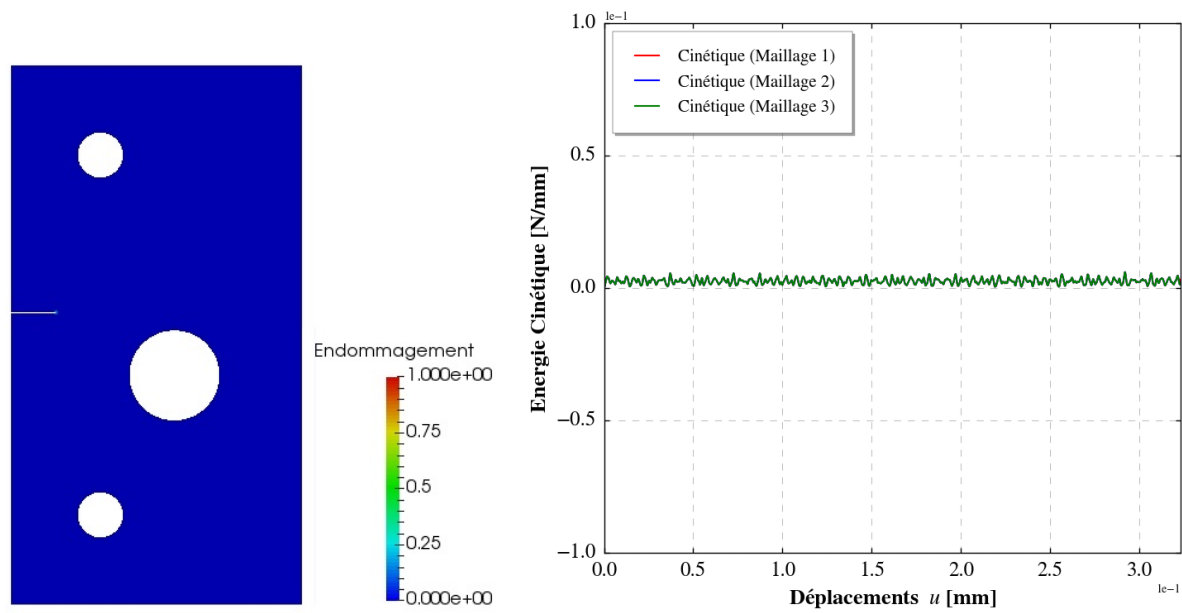 Endommagement
1.000e+00
0.75
0.5
0.25
0.000e+00
1e−1
1.0
0.5
0.0
−0.5
−1.0
Energie Cinétique [N/mm]
Cinétique (Maillage 1)
Cinétique (Maillage 2)
Cinétique (Maillage 3)
0.0 0.5 1.0 1.5 2.0 2.5 3.0
1e−1
Déplacements u [mm]